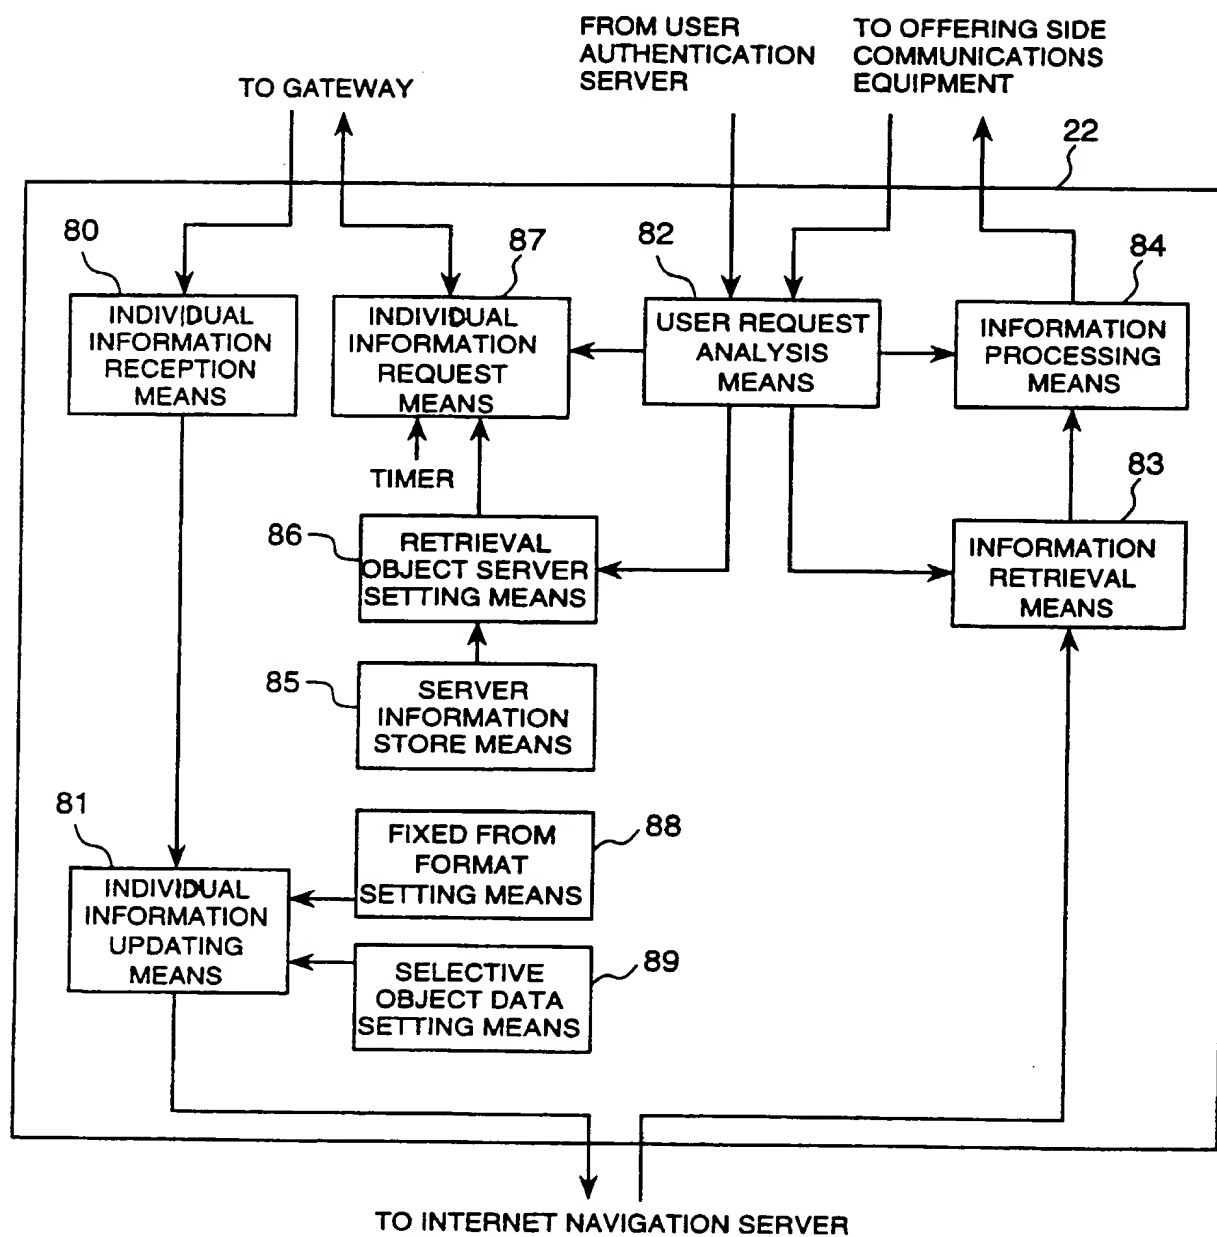 FROM USER
AUTHENTICATION
SERVER
TO OFFERING SIDE
COMMUNICATIONS
EQUIPMENT
TO GATEWAY
22
80
87
82
84
INDIVIDUAL
INFORMATION
RECEPTION
MEANS
INDIVIDUAL
INFORMATION
REQUEST
MEANS
USER REQUEST
ANALYSIS
MEANS
INFORMATION
PROCESSING
MEANS
TIMER
83
86
RETRIEVAL
OBJECT SERVER
SETTING MEANS
INFORMATION
RETRIEVAL
MEANS
85
SERVER
INFORMATION
STORE MEANS
81
88
FIXED FROM
FORMAT
SETTING MEANS
INDIVIDUAL
INFORMATION
UPDATING
MEANS
89
SELECTIVE
OBJECT DATA
SETTING MEANS
TO INTERNET NAVIGATION SERVER